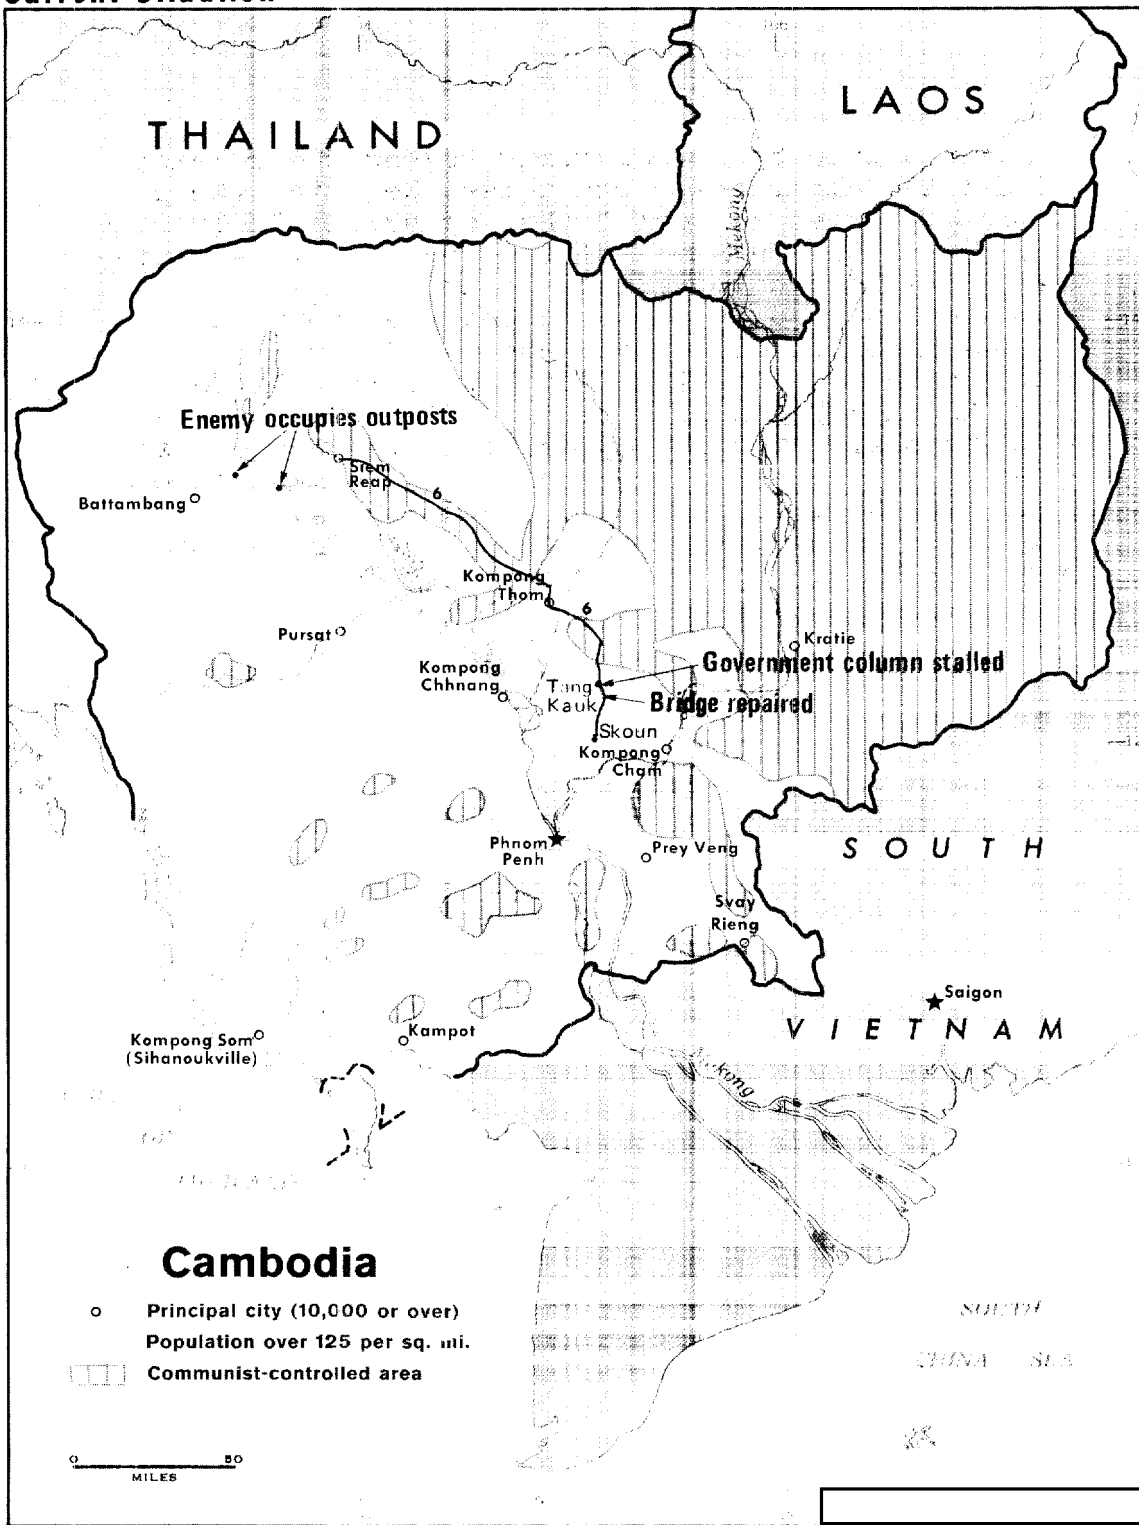 Current Situation
THAILAND
LAOS
Mekong
Enemy occupies outposts
Siem
Reap
6
Battambang
Kompong
Thom
6
Pursat
Kratie
Kompong
Chhnang
Government column stalled
Tang
Kauk
Bridge repaired
Skoun
Kompong
Cham
Phnom
Penh
Prey Veng
SOUTH
Svay
Rieng
Saigon
VIETNAM
Kompong Som
(Sihanoukville)
Kampot
kong
Cambodia
Principal city (10,000 or over)
Population over 125 per sq. mi.
Communist-controlled area
SOUTH
CHINA SEA
0 50
MILES